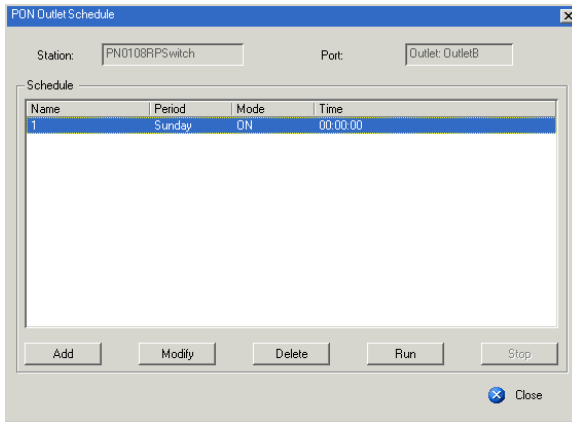 PON Outlet Schedule
Station: PN0108RPSwitch Port: Outlet: OutletB
Schedule
Name Period Mode Time
1 Sunday ON 00:00:00
Add Modify Delete Run Stop
Close